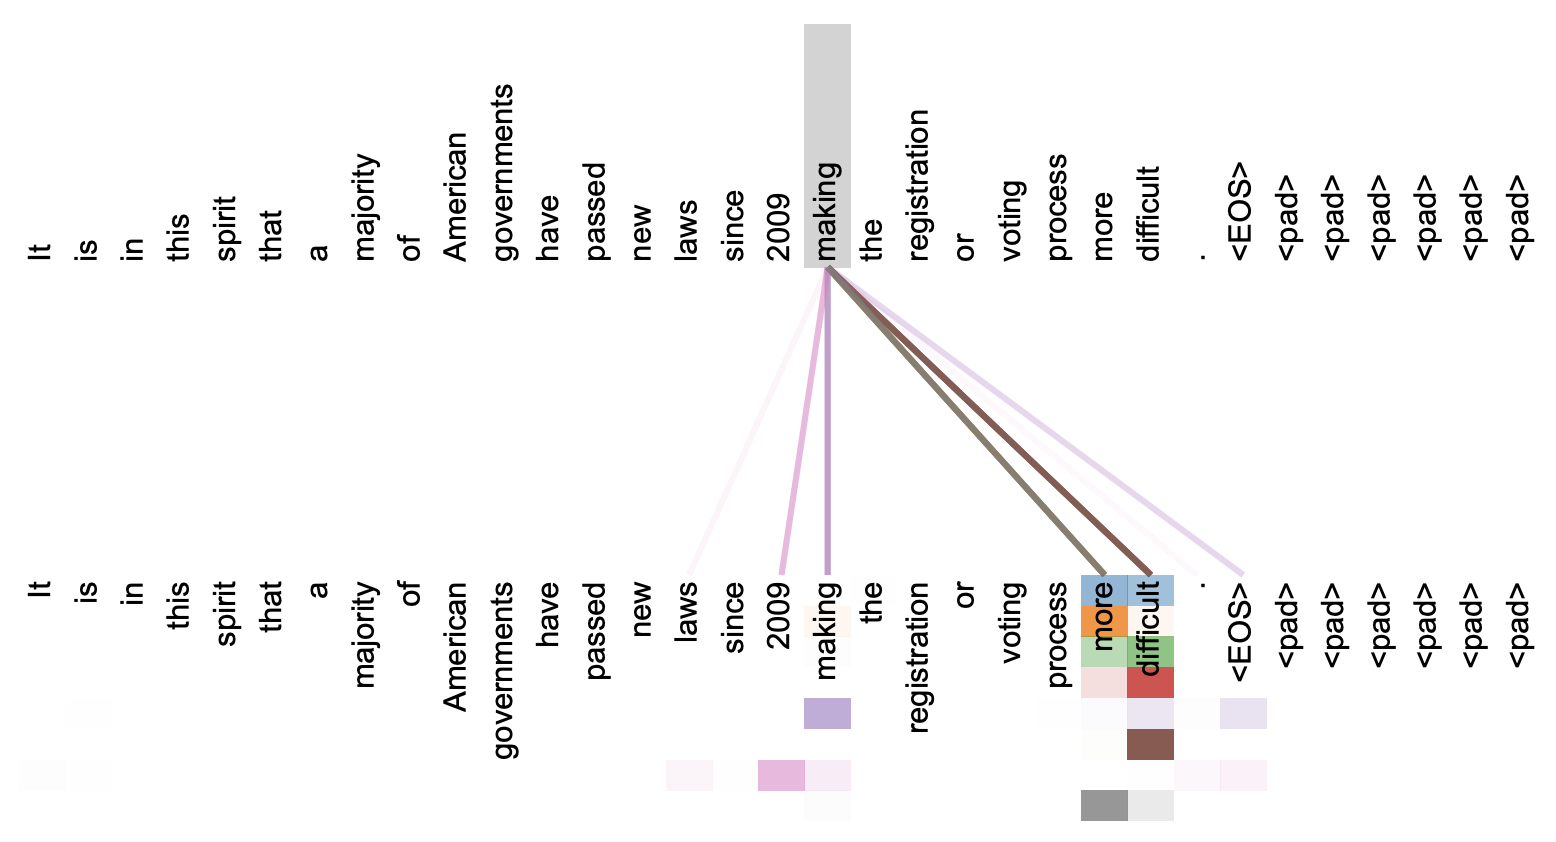 It is in this spirit that a majority of American governments have passed new laws since 2009 making the registration or voting process more difficult . <EOS> <pad> <pad> <pad> <pad> <pad> <pad>
It is in this spirit that a majority of American governments have passed new laws since 2009 making the registration or voting process more difficult . <EOS> <pad> <pad> <pad> <pad> <pad> <pad>